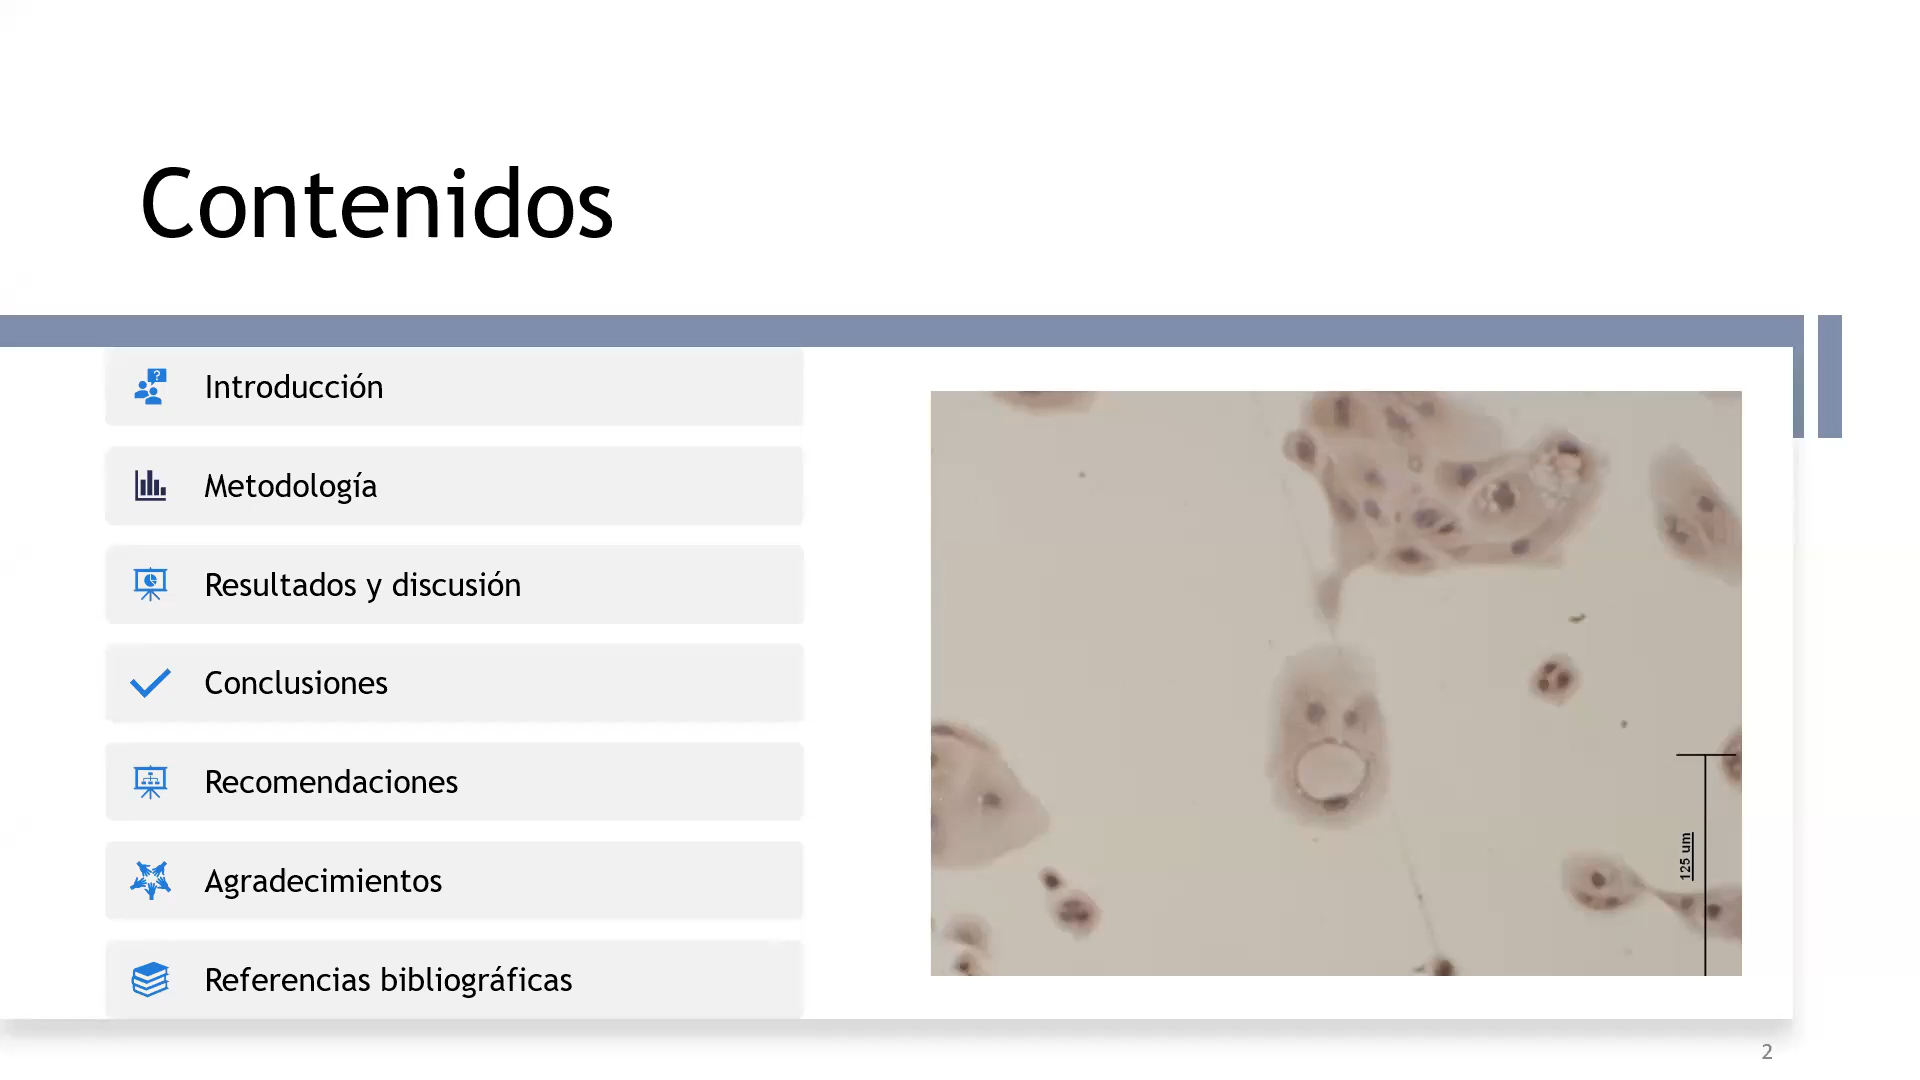 Contenidos
Introducción
Metodología
Resultados y discusión
Conclusiones
Recomendaciones
Agradecimientos
Referencias bibliográficas
125 um
2